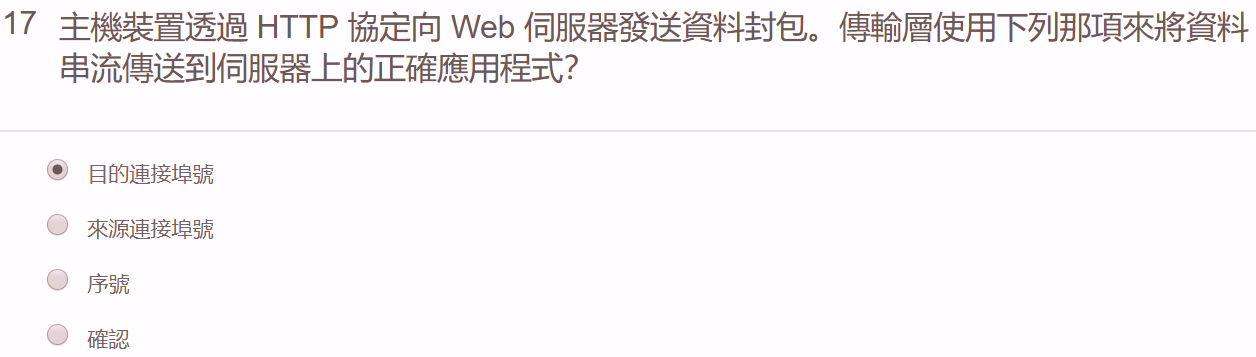 17 主機裝置透過 HTTP 協定向 Web 伺服器發送資料封包。傳輸層使用下列那項來將資料
串流傳送到伺服器上的正確應用程式？
目的連接埠號
來源連接埠號
序號
確認